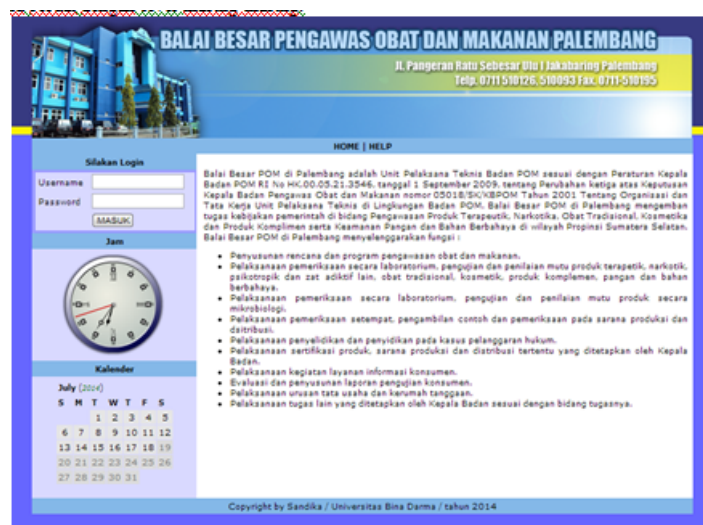 BALAI BESAR PENGAWAS OBAT DAN MAKANAN PALEMBANG
Jl. Pangeran Ratu Sebesar Ulu I Jakabaring Palembang
Telp. 0711 510126, 510093 Fax. 0711-510195
HOME | HELP
Silakan Login
Username
Password
MASUK
Jam
Kalender
July (2014)
S M T W T F S
1 2 3 4 5
6 7 8 9 10 11 12
13 14 15 16 17 18 19
20 21 22 23 24 25 26
27 28 29 30 31
Balai Besar POM di Palembang adalah Unit Pelaksana Teknis Badan POM sesuai dengan Peraturan Kepala
Badan POM RI No HK.00.05.21.3546, tanggal 1 September 2009, tentang Perubahan ketiga atas Keputusan
Kepala Badan Pengawas Obat dan Makanan nomor 05018/SK/KBPOM Tahun 2001 Tentang Organisasi dan
Tata Kerja Unit Pelaksana Teknis di Lingkungan Badan POM. Balai Besar POM di Palembang mengemban
tugas kebijakan pemerintah di bidang Pengawasan Produk Terapeutik, Narkotika, Obat Tradisional, Kosmetika
dan Produk Komplimen serta Keamanan Pangan dan Bahan Berbahaya di wilayah Propinsi Sumatera Selatan.
Balai Besar POM di Palembang menyelenggarakan fungsi :
• Penyusunan rencana dan program pengawasan obat dan makanan.
• Pelaksanaan pemeriksaan secara laboratorium, pengujian dan penilaian mutu produk terapetik, narkotik,
psikotropik dan zat adiktif lain, obat tradisional, kosmetik, produk komplemen, pangan dan bahan
berbahaya.
• Pelaksanaan pemeriksaan secara laboratorium, pengujian dan penilaian mutu produk secara
mikrobiologi.
• Pelaksanaan pemeriksaan setempat, pengambilan contoh dan pemeriksaan pada sarana produksi dan
dsitribusi.
• Pelaksanaan penyelidikan dan penyidikan pada kasus pelanggaran hukum.
• Pelaksanaan sertifikasi produk, sarana produksi dan distribusi tertentu yang ditetapkan oleh Kepala
Badan.
• Pelaksanaan kegiatan layanan informasi konsumen.
• Evaluasi dan penyusunan laporan pengujian konsumen.
• Pelaksanaan urusan tata usaha dan kerumah tanggaan.
• Pelaksanaan tugas lain yang ditetapkan oleh Kepala Badan sesuai dengan bidang tugasnya.
Copyright by Sandika / Universitas Bina Darma / tahun 2014